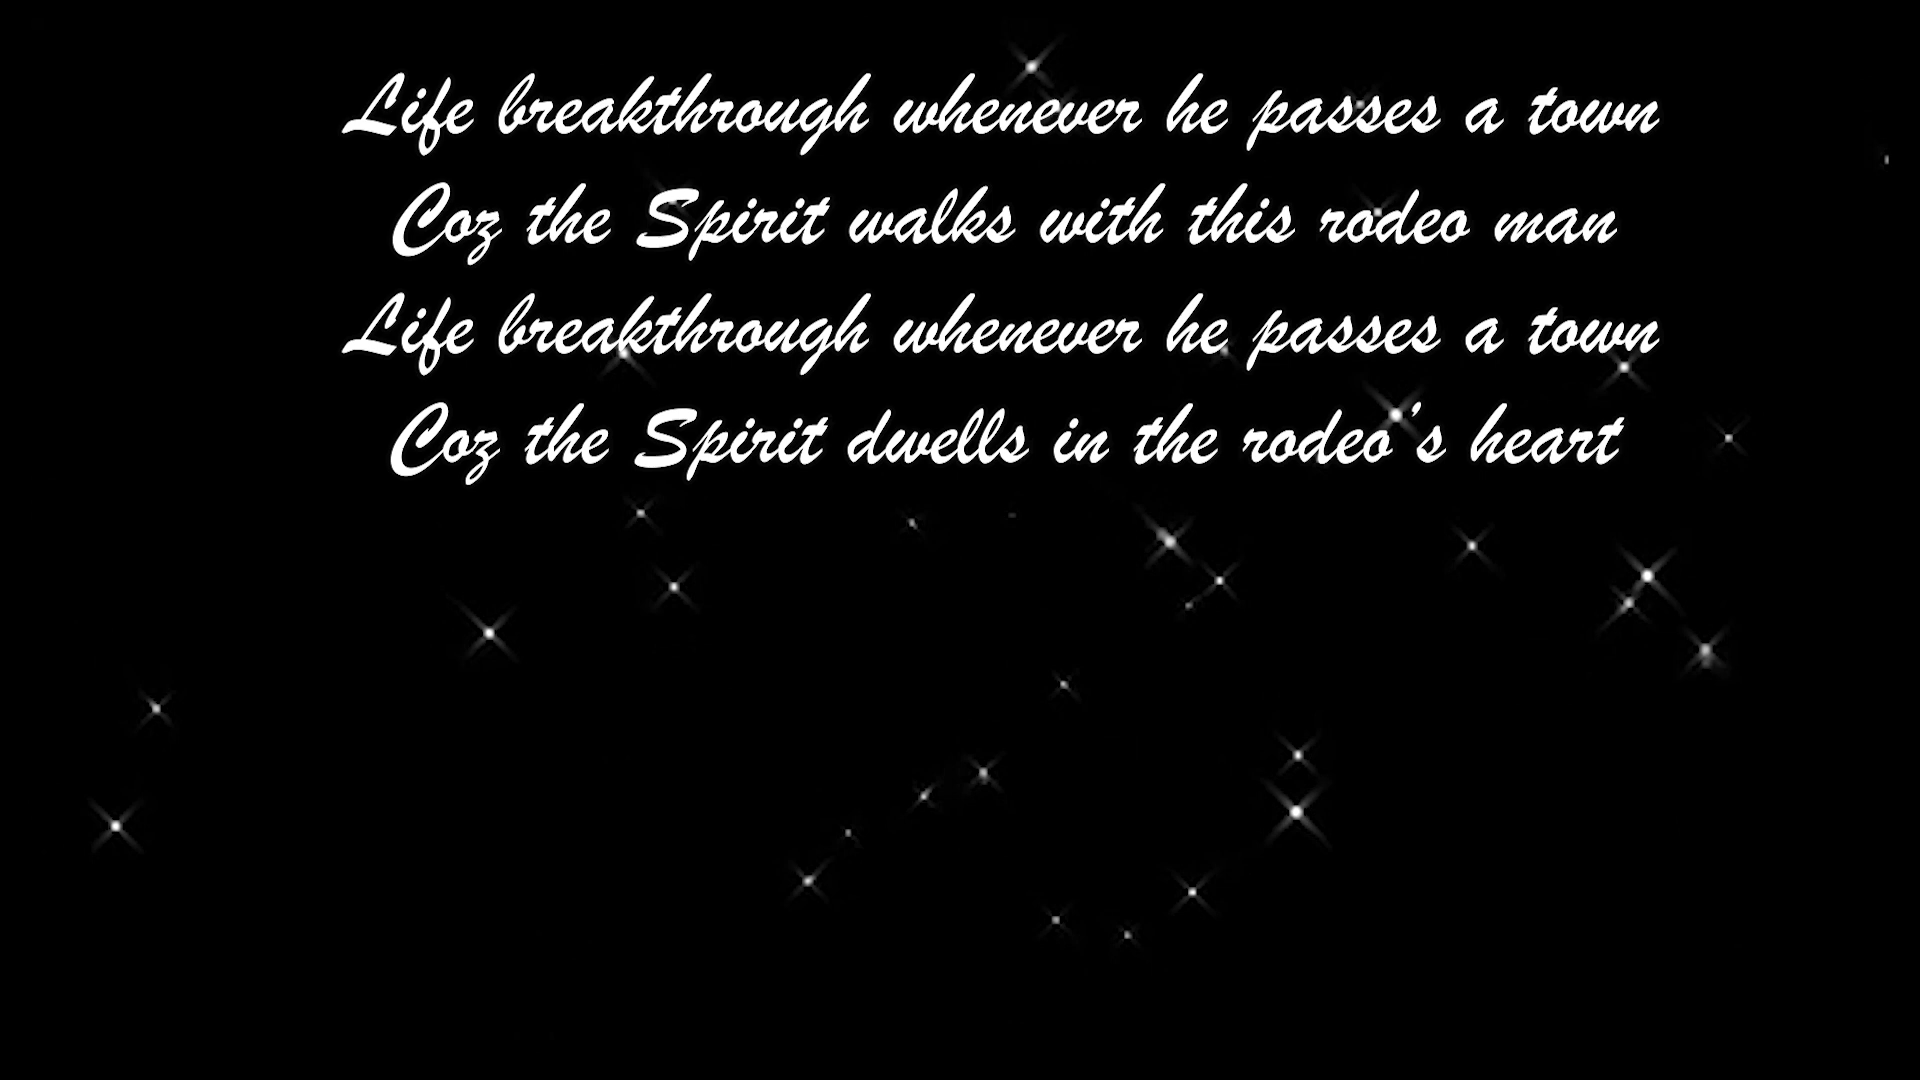 Life breakthrough whenever he passes a town
Coz the Spirit walks with this rodeo man
Life breakthrough whenever he passes a town
Coz the Spirit dwells in the rodeo's heart